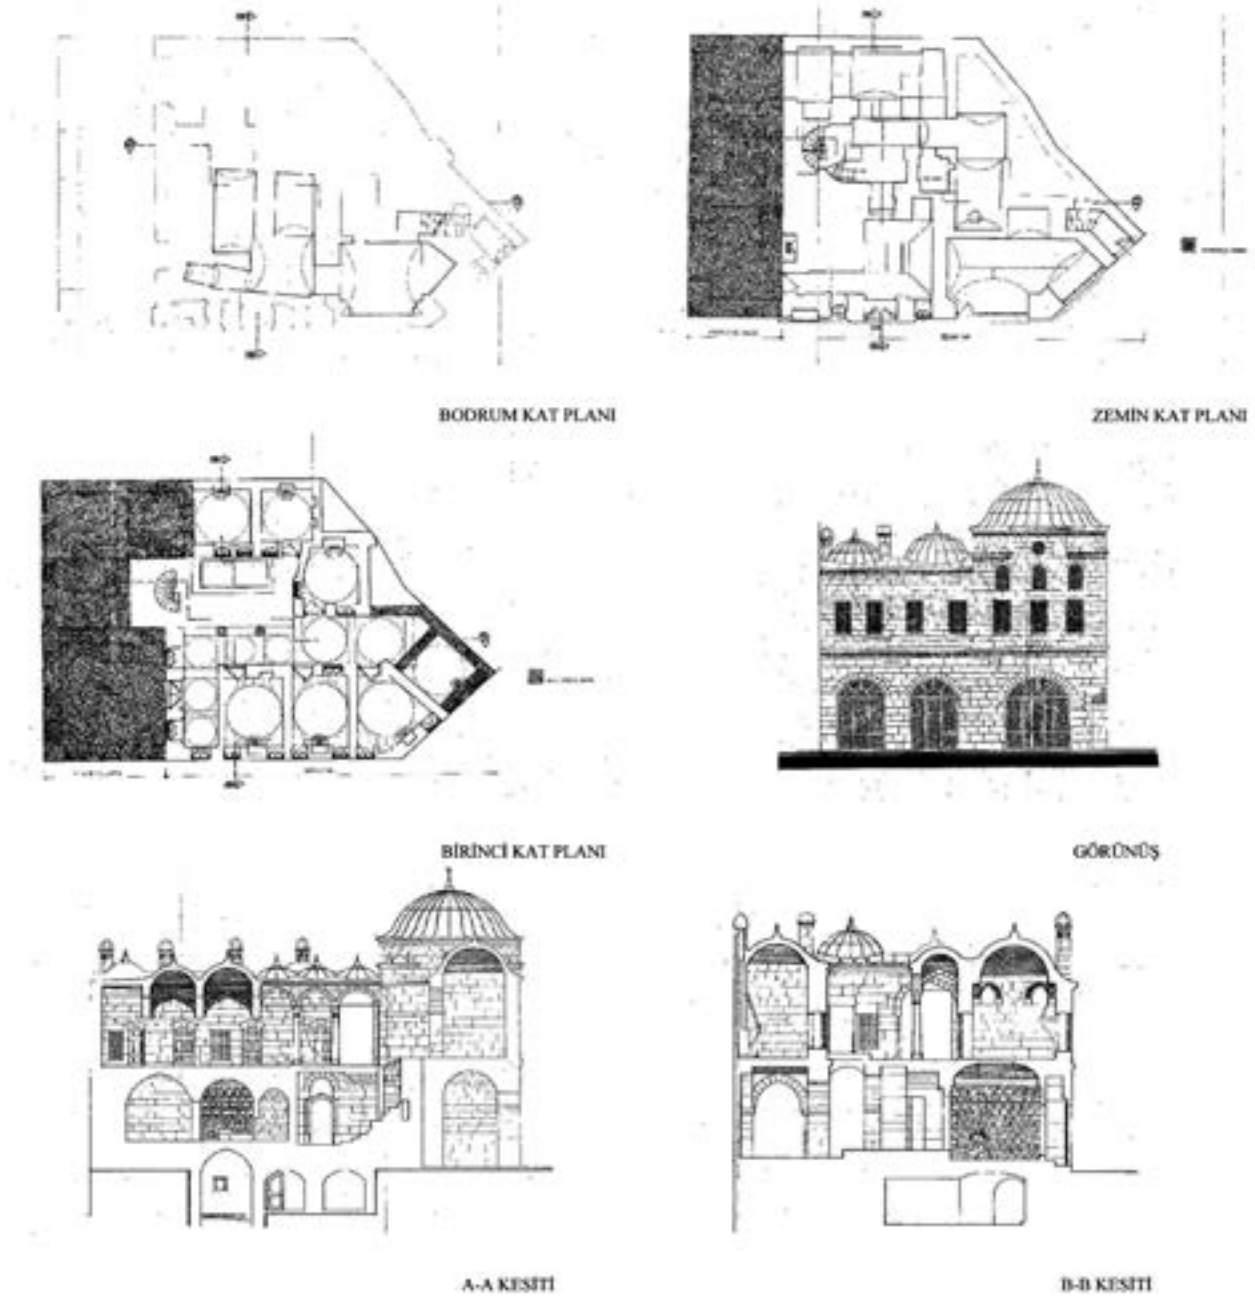 BODRUM KAT PLANI
ZEMİN KAT PLANI
BİRİNCİ KAT PLANI
GÖRÜNÜŞ
A-A KESİTİ
B-B KESİTİ